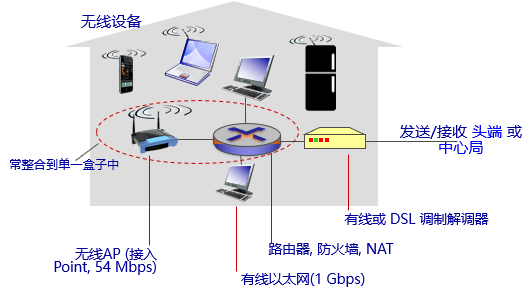 无线设备
发送/接收 头端 或
中心局
常整合到单一盒子中
有线或 DSL 调制解调器
无线AP (接入
Point, 54 Mbps)
路由器, 防火墙, NAT
有线以太网(1 Gbps)